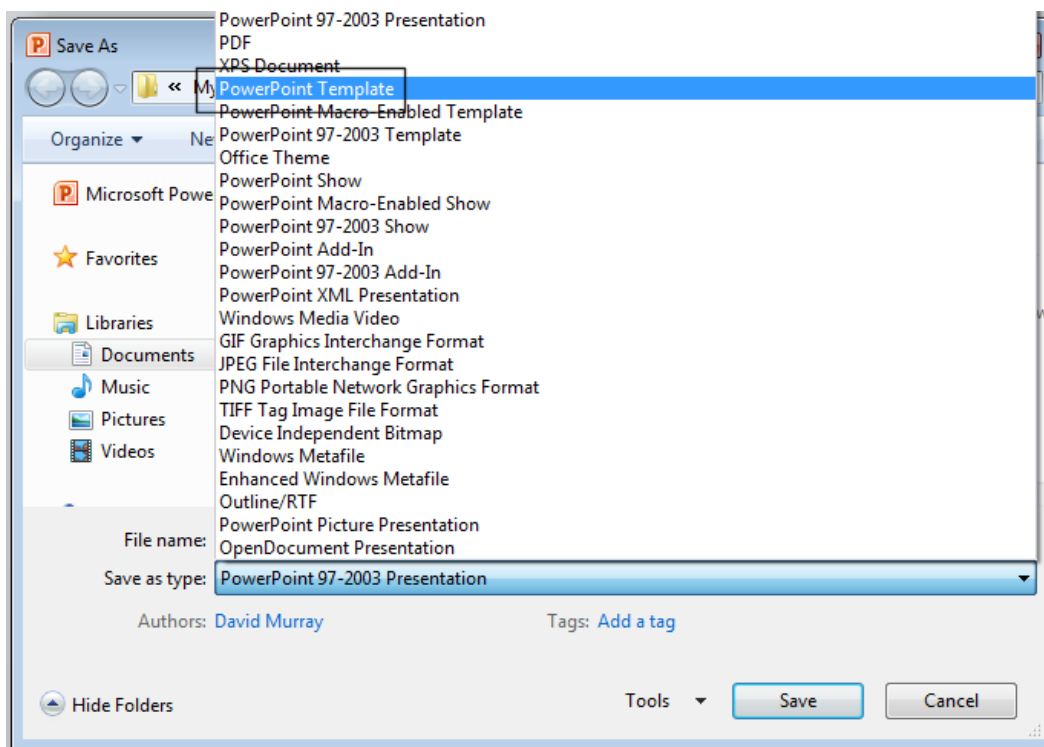 PowerPoint 97-2003 Presentation
Save As
PDF
XPS Document
« My
PowerPoint Template
PowerPoint Macro-Enabled Template
Organize
Ne
PowerPoint 97-2003 Template
Office Theme
PowerPoint Show
Microsoft Powe
PowerPoint Macro-Enabled Show
PowerPoint 97-2003 Show
PowerPoint Add-In
Favorites
PowerPoint 97-2003 Add-In
PowerPoint XML Presentation
Windows Media Video
Libraries
GIF Graphics Interchange Format
Documents
JPEG File Interchange Format
Music
PNG Portable Network Graphics Format
TIFF Tag Image File Format
Pictures
Device Independent Bitmap
Videos
Windows Metafile
Enhanced Windows Metafile
Outline/RTF
PowerPoint Picture Presentation
File name:
OpenDocument Presentation
Save as type: PowerPoint 97-2003 Presentation
Authors: David Murray Tags: Add a tag
Hide Folders Tools Save Cancel